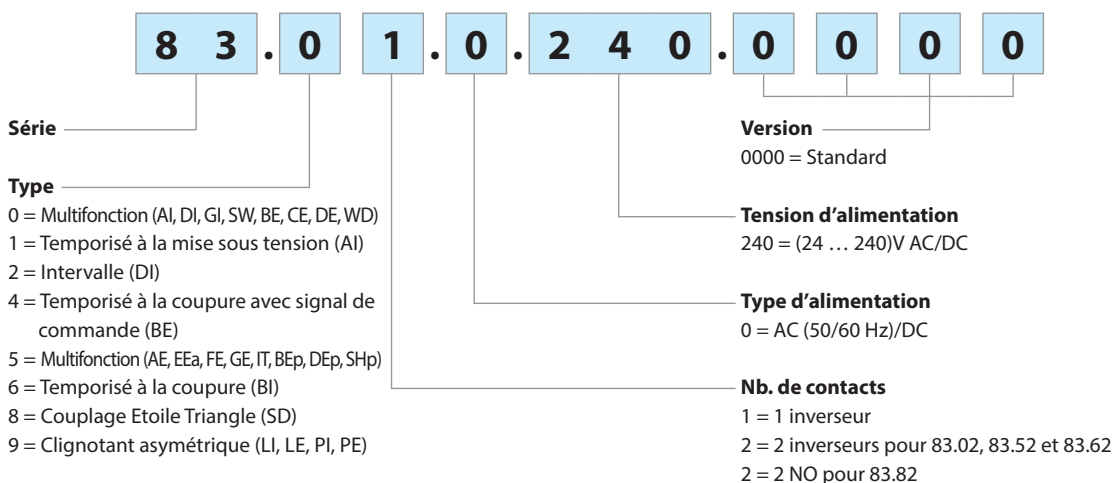 8 3 . 0 1 . 0 . 2 4 0 . 0 0 0 0
Série
Type
0 = Multifonction (AI, DI, GI, SW, BE, CE, DE, WD)
1 = Temporisé à la mise sous tension (AI)
2 = Intervalle (DI)
4 = Temporisé à la coupure avec signal de
commande (BE)
5 = Multifonction (AE, EEa, FE, GE, IT, BEp, DEp, SHp)
6 = Temporisé à la coupure (BI)
8 = Couplage Etoile Triangle (SD)
9 = Clignotant asymétrique (LI, LE, PI, PE)
Version
0000 = Standard
Tension d’alimentation
240 = (24 … 240)V AC/DC
Type d’alimentation
0 = AC (50/60 Hz)/DC
Nb. de contacts
1 = 1 inverseur
2 = 2 inverseurs pour 83.02, 83.52 et 83.62
2 = 2 NO pour 83.82